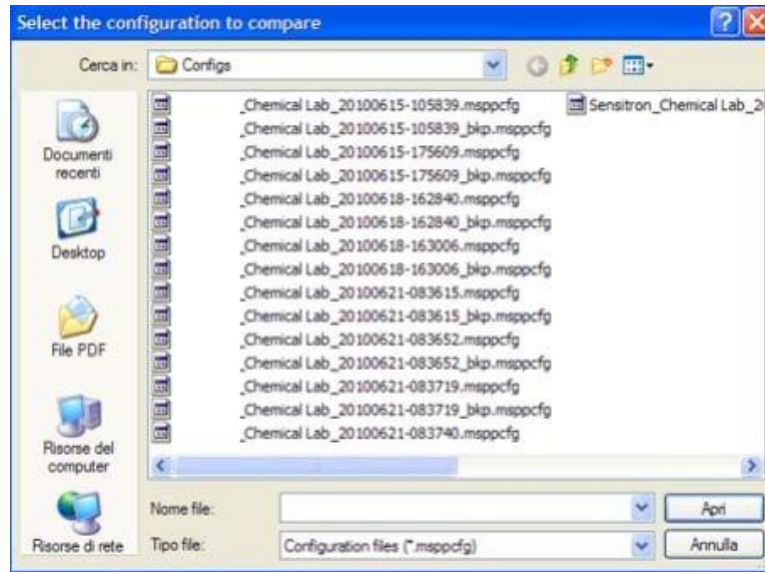 Select the configuration to compare
Cerca in:
Configs
Documenti
recenti
Desktop
File PDF
Risorse del
computer
Risorse di rete
_Chemical Lab_20100615-105839.msppcfg
_Chemical Lab_20100615-105839_bkp.msppcfg
_Chemical Lab_20100615-175609.msppcfg
_Chemical Lab_20100615-175609_bkp.msppcfg
_Chemical Lab_20100618-162840.msppcfg
_Chemical Lab_20100618-162840_bkp.msppcfg
_Chemical Lab_20100618-163006.msppcfg
_Chemical Lab_20100618-163006_bkp.msppcfg
_Chemical Lab_20100621-083615.msppcfg
_Chemical Lab_20100621-083615_bkp.msppcfg
_Chemical Lab_20100621-083652.msppcfg
_Chemical Lab_20100621-083652_bkp.msppcfg
_Chemical Lab_20100621-083719.msppcfg
_Chemical Lab_20100621-083719_bkp.msppcfg
_Chemical Lab_20100621-083740.msppcfg
Sensitron_Chemical Lab_2
Nome file:
Apri
Tipo file:
Configuration files (*.msppcfg)
Annulla